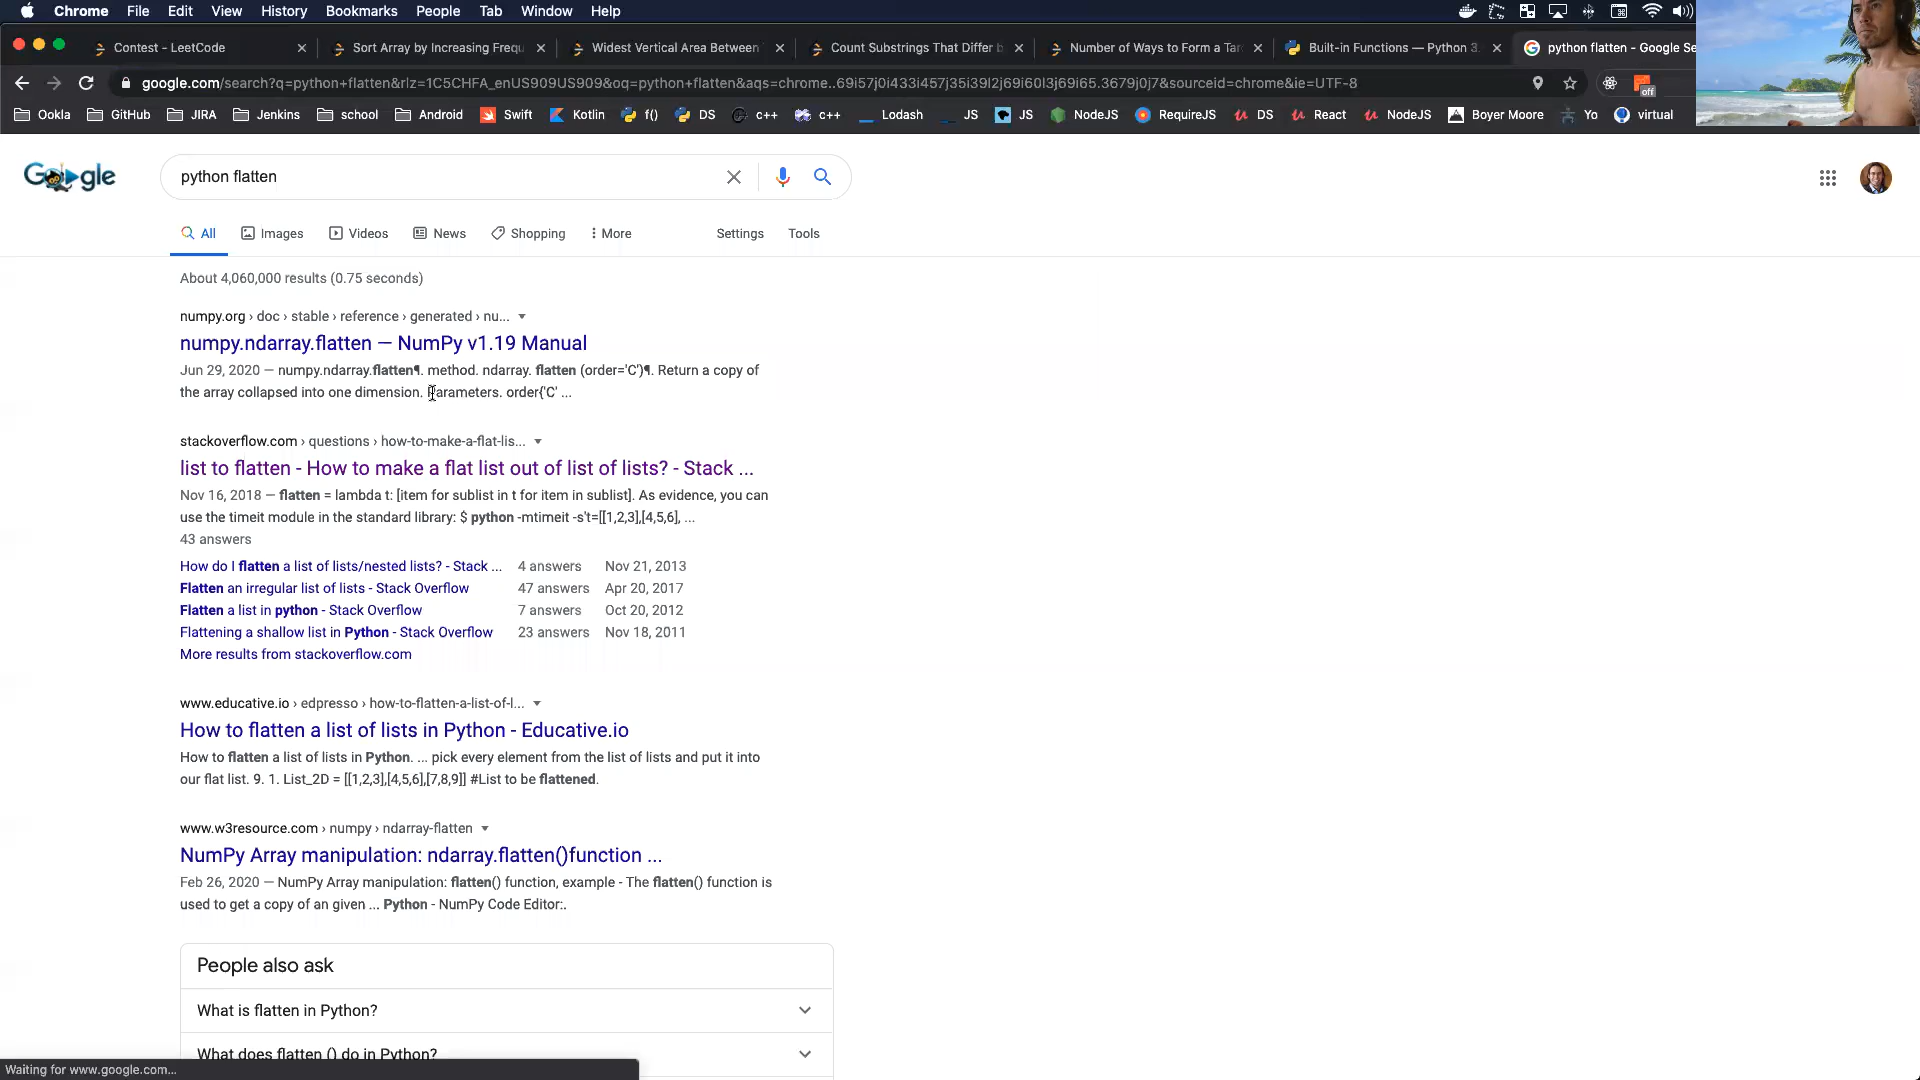 Chrome File Edit View History Bookmarks People Tab Window Help
Contest - LeetCode
Sort Array by Increasing Frequ
Widest Vertical Area Between
Count Substrings That Differ b
Number of Ways to Form a Tar
Built-in Functions — Python 3.
python flatten - Google Se
google.com/search?q=python+flatten&rlz=1C5CHFA_enUS909US909&oq=python+flatten&aqs=chrome..69i57j0i433i457j35i39l2j69i60l3j69i65.3679j0j7&sourceid=chrome&ie=UTF-8
off
Ookla GitHub JIRA Jenkins school Android Swift Kotlin f() DS c++ c++ Lodash JS JS NodeJS RequireJS DS React NodeJS Boyer Moore Yo virtual
Google
python flatten
All Images Videos News Shopping More Settings Tools
About 4,060,000 results (0.75 seconds)
numpy.org › doc › stable › reference › generated › nu...
numpy.ndarray.flatten — NumPy v1.19 Manual
Jun 29, 2020 — numpy.ndarray.flatten¶. method. ndarray. flatten (order='C')¶. Return a copy of
the array collapsed into one dimension. Parameters. order{'C' ...
stackoverflow.com › questions › how-to-make-a-flat-lis...
list to flatten - How to make a flat list out of list of lists? - Stack ...
Nov 16, 2018 — flatten = lambda t: [item for sublist in t for item in sublist]. As evidence, you can
use the timeit module in the standard library: $ python -mtimeit -s't=[[1,2,3],[4,5,6], ...
43 answers
How do I flatten a list of lists/nested lists? - Stack ... 4 answers Nov 21, 2013
Flatten an irregular list of lists - Stack Overflow 47 answers Apr 20, 2017
Flatten a list in python - Stack Overflow 7 answers Oct 20, 2012
Flattening a shallow list in Python - Stack Overflow 23 answers Nov 18, 2011
More results from stackoverflow.com
www.educative.io › edpresso › how-to-flatten-a-list-of-l...
How to flatten a list of lists in Python - Educative.io
How to flatten a list of lists in Python. ... pick every element from the list of lists and put it into
our flat list. 9. 1. List_2D = [[1,2,3],[4,5,6],[7,8,9]] #List to be flattened.
www.w3resource.com › numpy › ndarray-flatten
NumPy Array manipulation: ndarray.flatten()function ...
Feb 26, 2020 — NumPy Array manipulation: flatten() function, example - The flatten() function is
used to get a copy of an given ... Python - NumPy Code Editor:.
People also ask
What is flatten in Python?
What does flatten () do in Python?
Waiting for www.google.com...